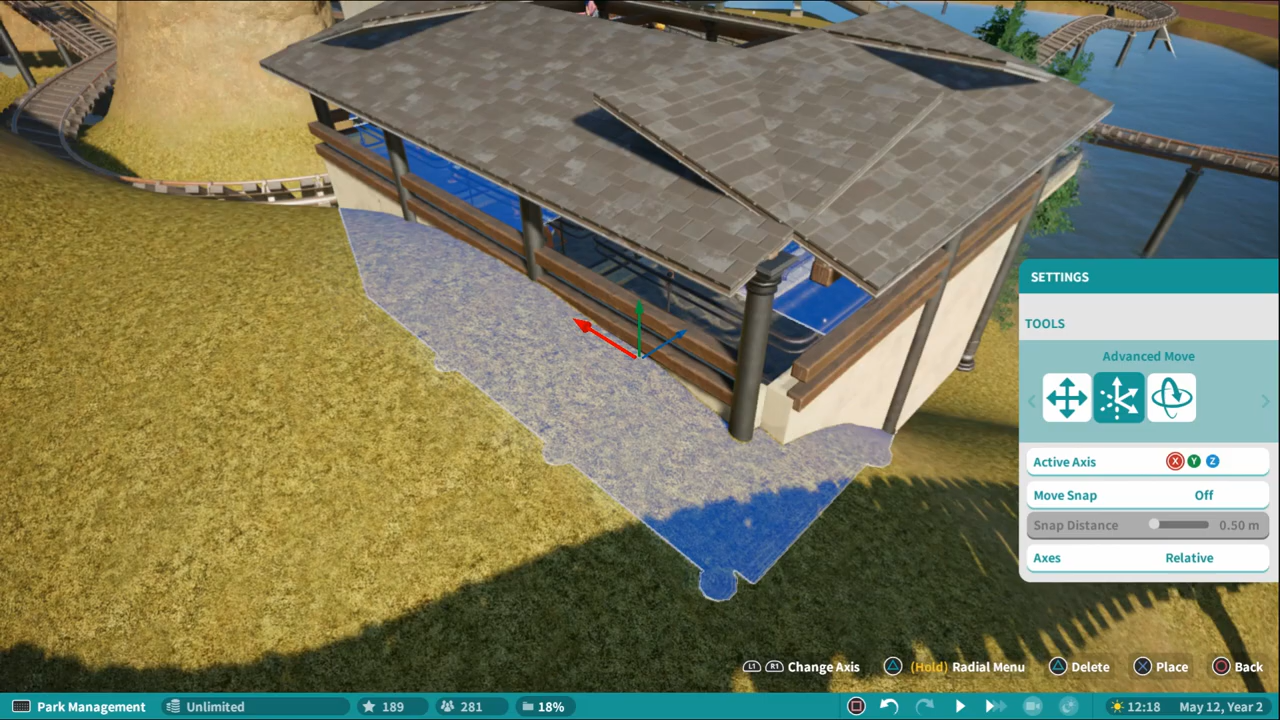 SETTINGS
TOOLS
Advanced Move
Active Axis X Y Z
Move Snap Off
Snap Distance 0.50 m
Axes Relative
L1 R1 Change Axis (Hold) Radial Menu Delete Place Back
Park Management Unlimited 189 281 18% 12:18 May 12, Year 2